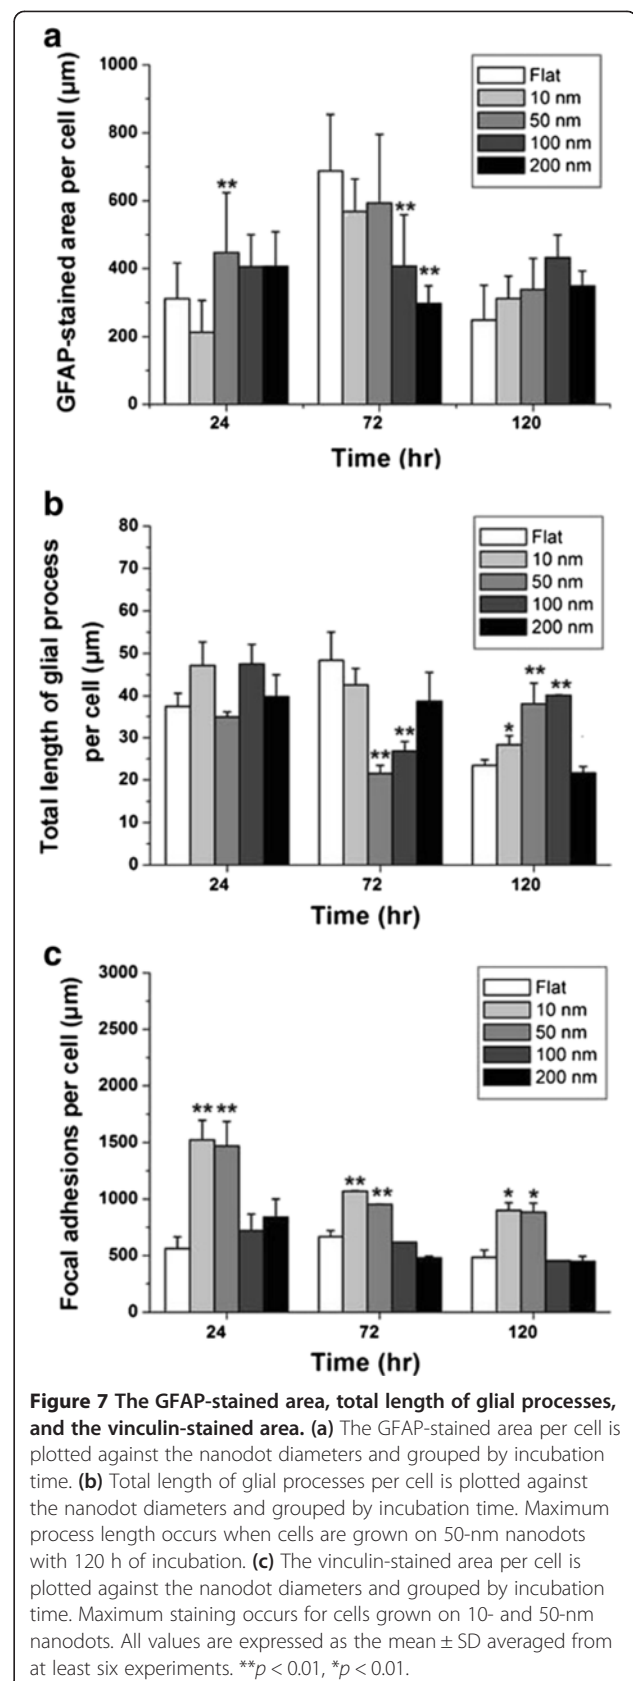 a
GFAP-stained area per cell (µm)
1000
800
600
400
200
0
Flat
10 nm
50 nm
100 nm
200 nm
**
**
**
24
72
120
Time (hr)
b
Total length of glial process
per cell (µm)
80
70
60
50
40
30
20
10
0
Flat
10 nm
50 nm
100 nm
200 nm
**
**
*
**
**
24
72
120
Time (hr)
c
Focal adhesions per cell (µm)
3000
2500
2000
1500
1000
500
0
Flat
10 nm
50 nm
100 nm
200 nm
** **
** **
* *
24
72
120
Time (hr)
Figure 7 The GFAP-stained area, total length of glial processes,
and the vinculin-stained area. (a) The GFAP-stained area per cell is
plotted against the nanodot diameters and grouped by incubation
time. (b) Total length of glial processes per cell is plotted against
the nanodot diameters and grouped by incubation time. Maximum
process length occurs when cells are grown on 50-nm nanodots
with 120 h of incubation. (c) The vinculin-stained area per cell is
plotted against the nanodot diameters and grouped by incubation
time. Maximum staining occurs for cells grown on 10- and 50-nm
nanodots. All values are expressed as the mean ± SD averaged from
at least six experiments. **p < 0.01, *p < 0.01.